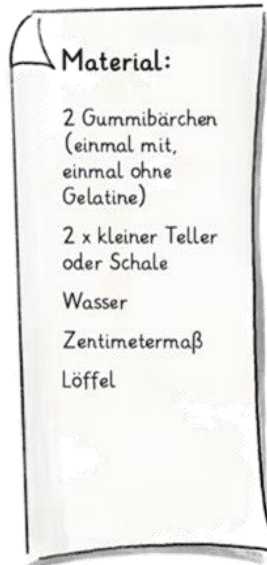 Material:
2 Gummibärchen
(einmal mit,
einmal ohne
Gelatine)
2 x kleiner Teller
oder Schale
Wasser
Zentimetermaß
Löffel